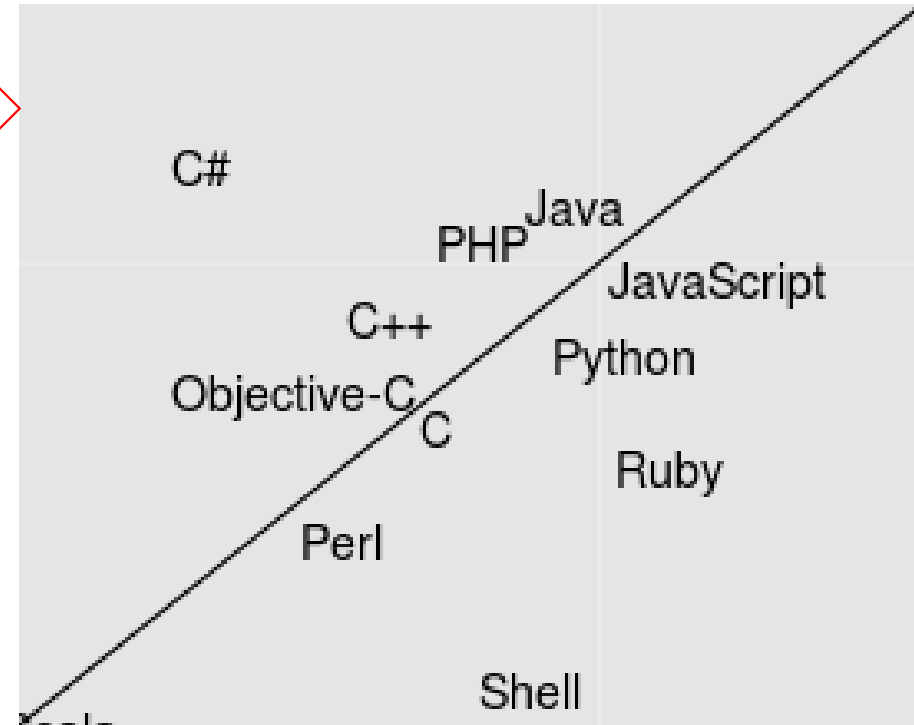 C#
Java
PHP
JavaScript
C++
Python
Objective-C
C
Ruby
Perl
Shell